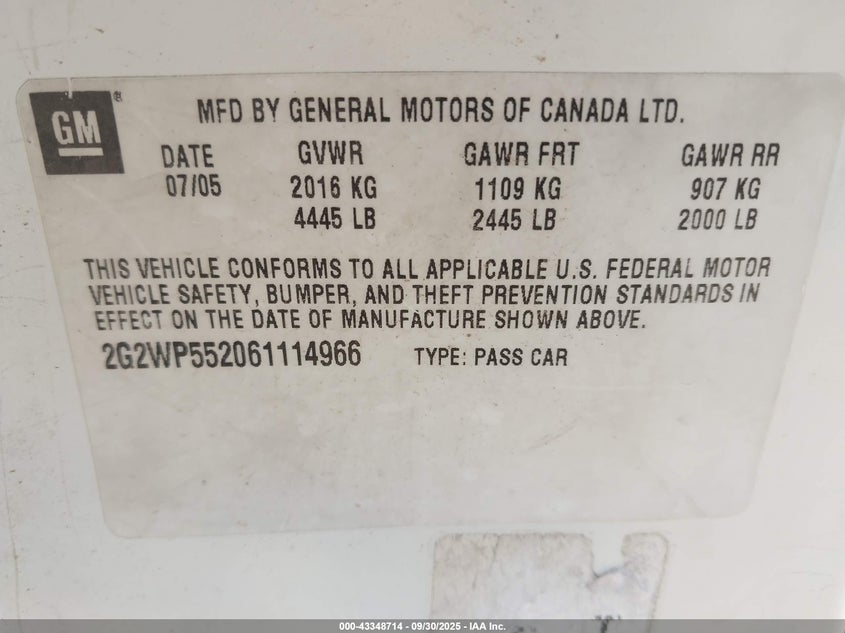 GM®
MFD BY GENERAL MOTORS OF CANADA LTD.
DATE GVWR GAWR FRT GAWR RR
07/05 2016 KG 1109 KG 907 KG
4445 LB 2445 LB 2000 LB
THIS VEHICLE CONFORMS TO ALL APPLICABLE U.S. FEDERAL MOTOR
VEHICLE SAFETY, BUMPER, AND THEFT PREVENTION STANDARDS IN
EFFECT ON THE DATE OF MANUFACTURE SHOWN ABOVE.
2G2WP552061114966 TYPE: PASS CAR
000-43348714 - 09/30/2025 - IAA Inc.